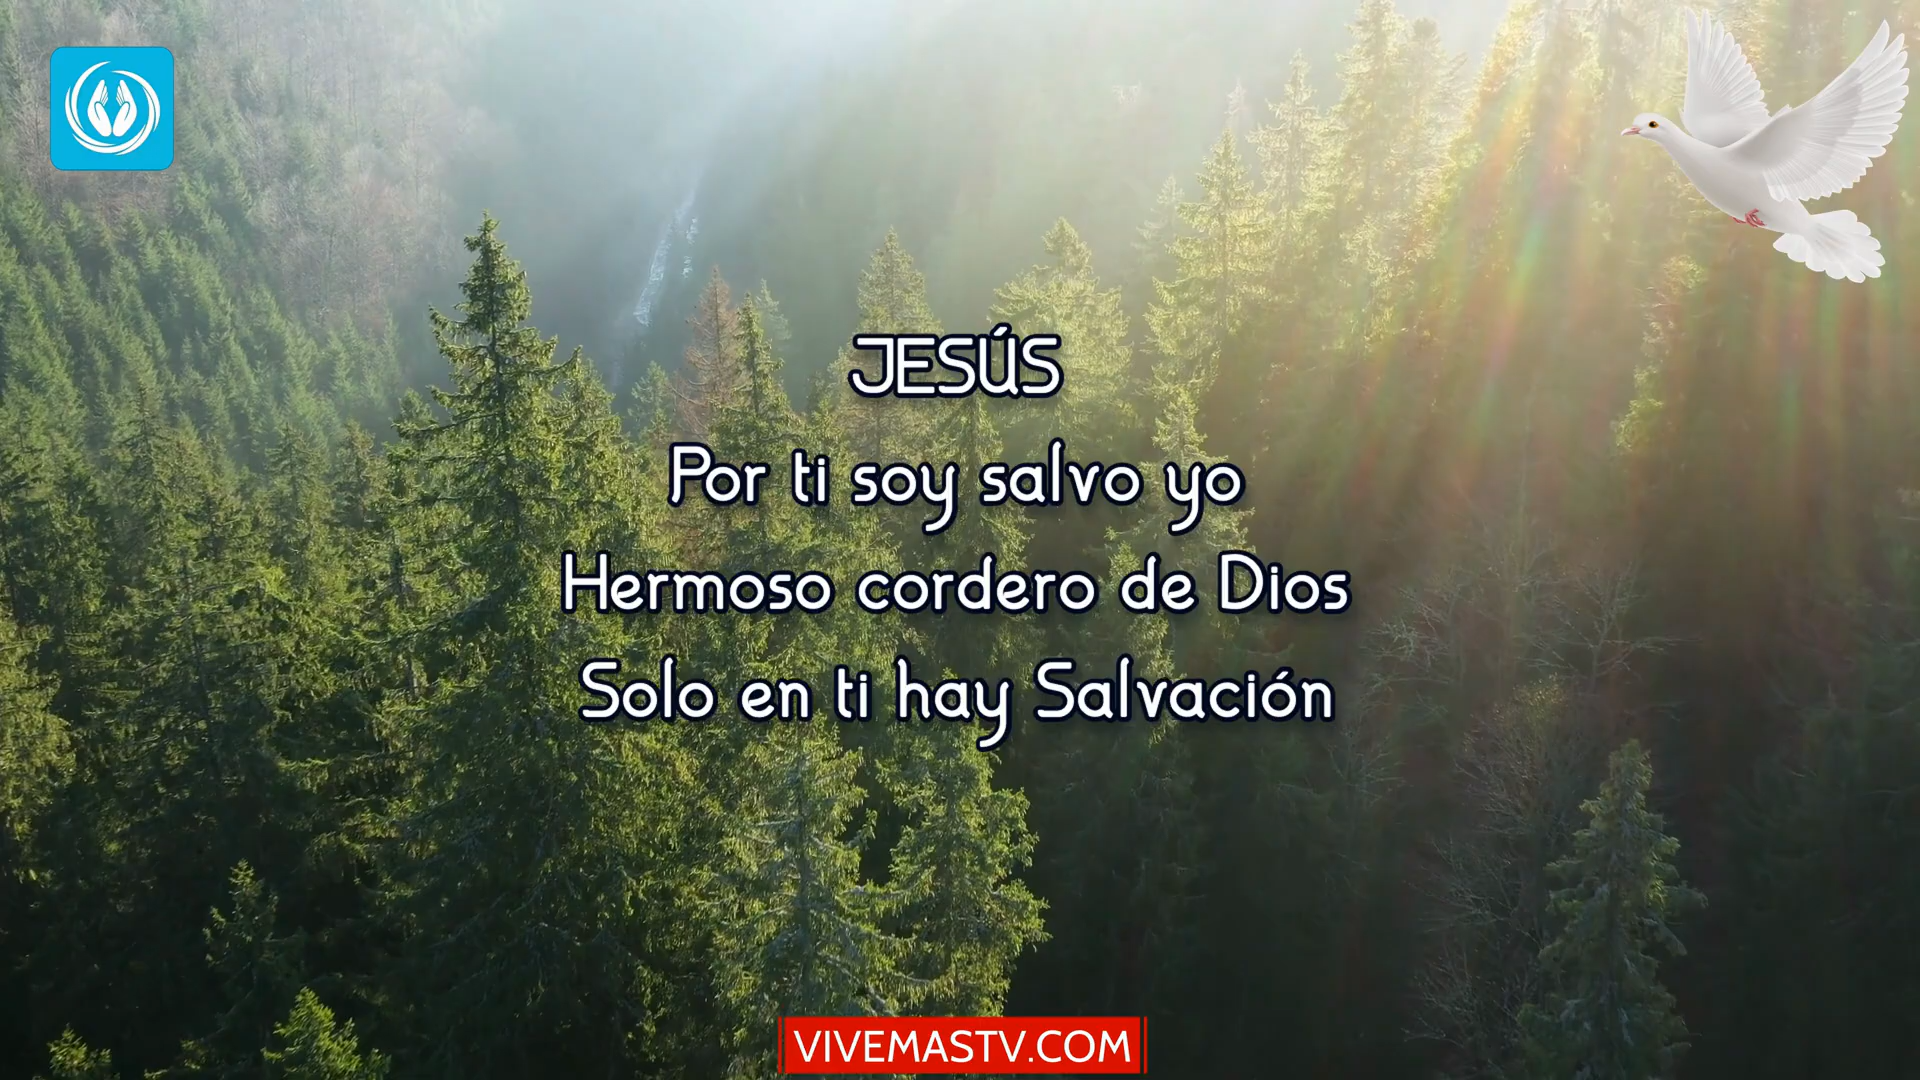 JESÚS
Por ti soy salvo yo
Hermoso cordero de Dios
Solo en ti hay Salvación
VIVEMASTV.COM